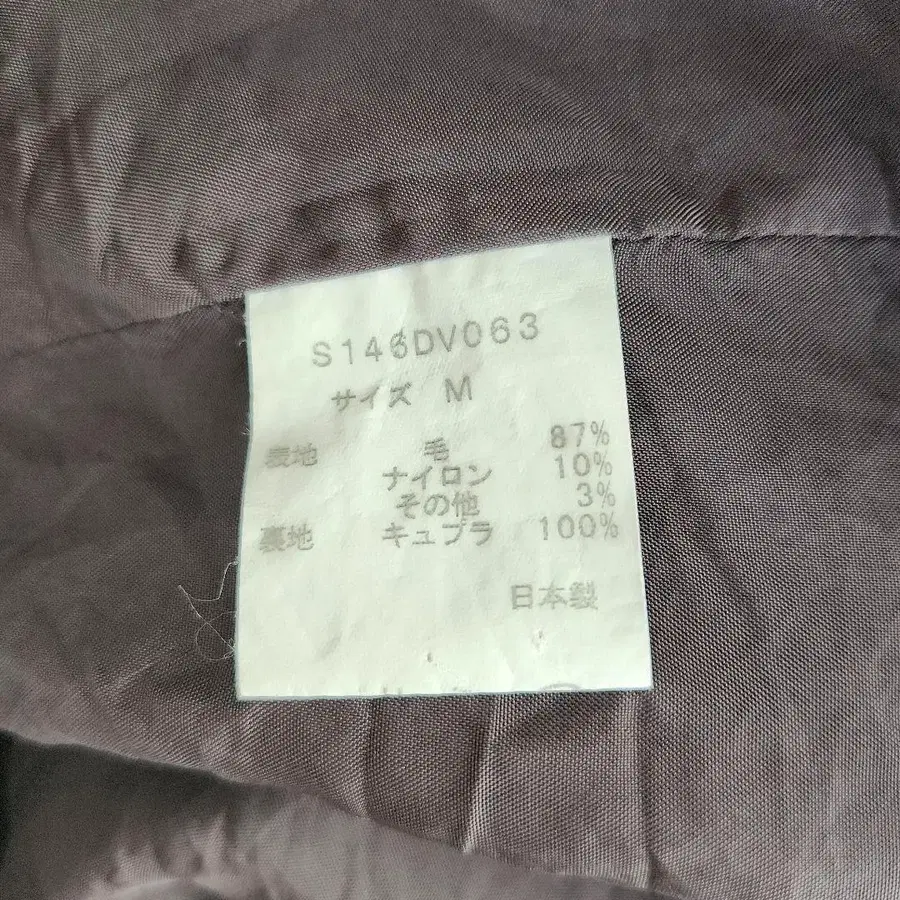 S146DV063
サイズ M
表地 毛 87%
ナイロン 10%
その他 3%
裏地 キュプラ 100%
日本製